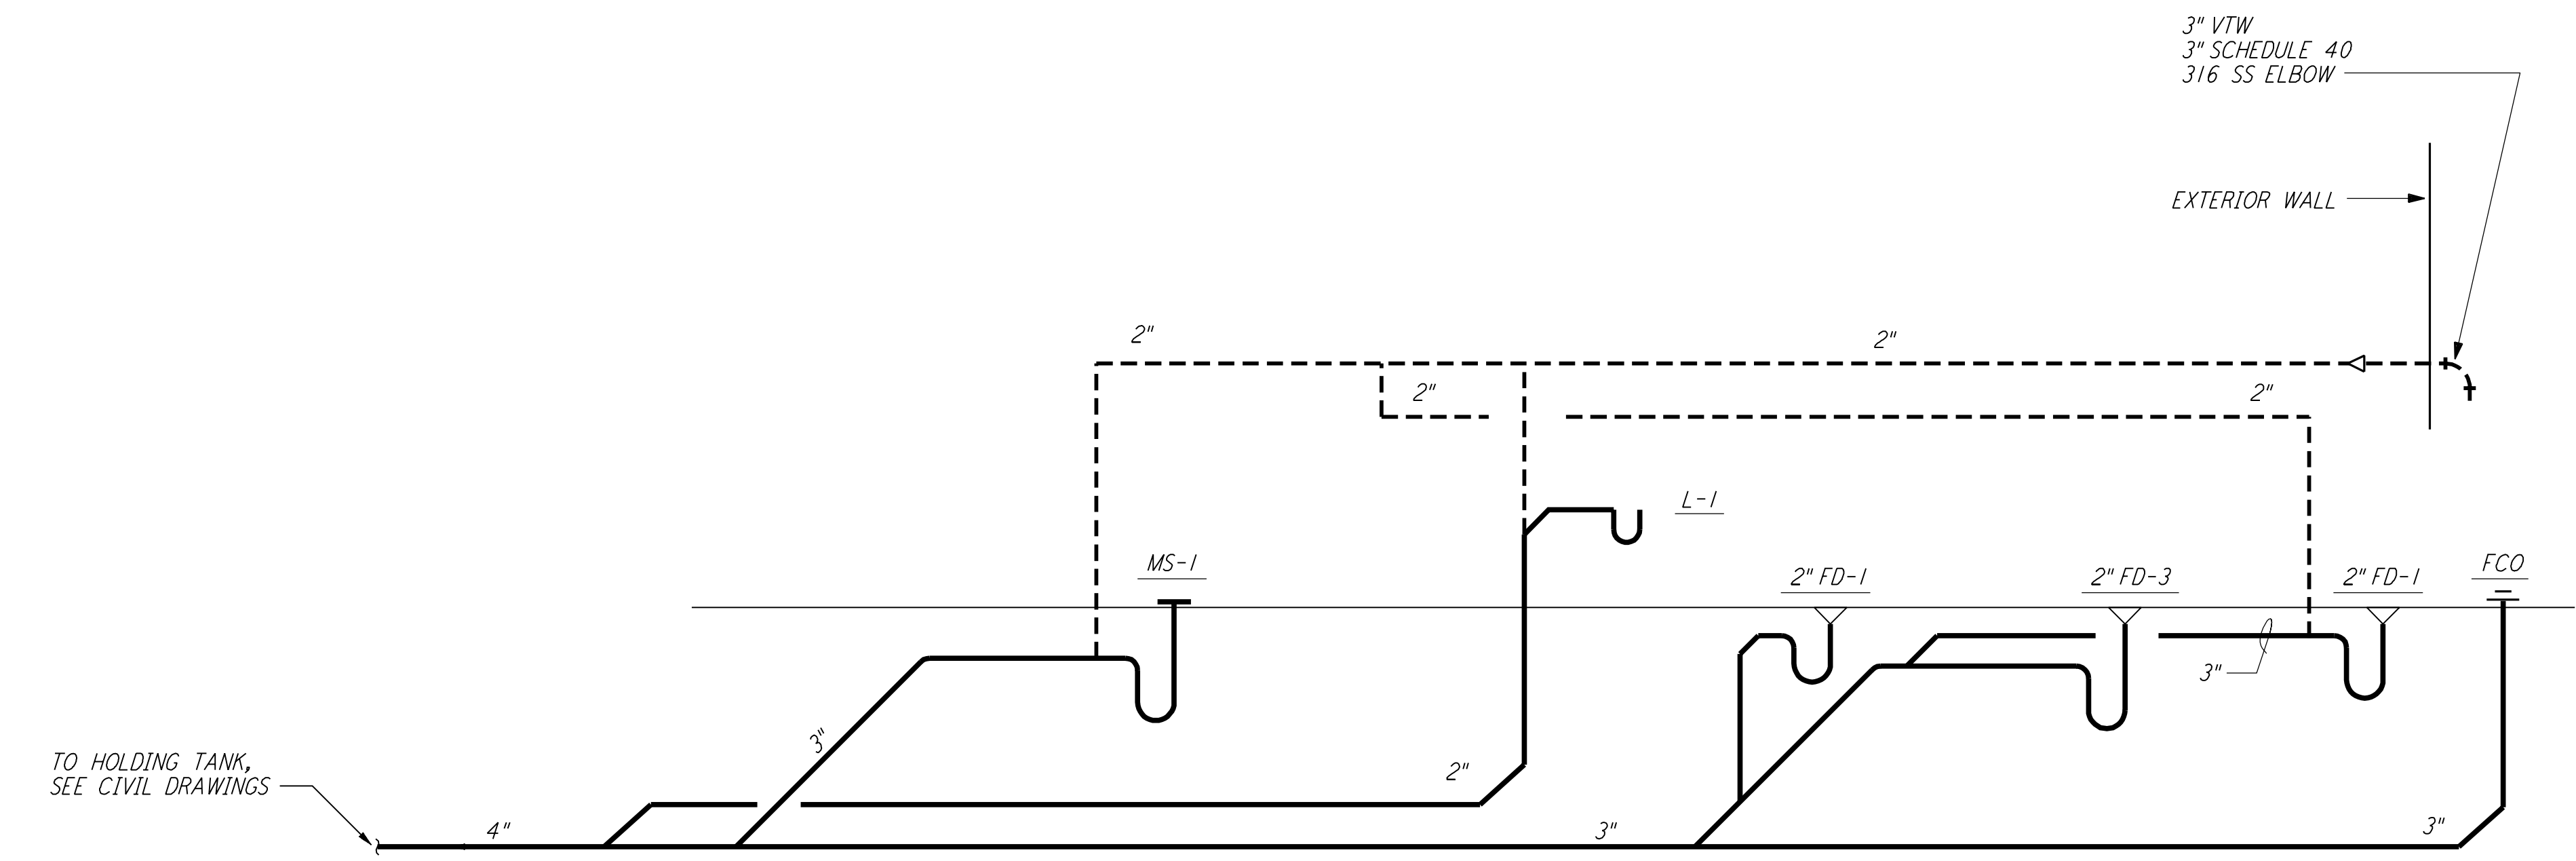 3" VTW
3" SCHEDULE 40
316 SS ELBOW
EXTERIOR WALL
2"
2"
2"
2"
L-1
MS-1
2" FD-1
2" FD-3
2" FD-1
FCO
3"
3"
TO HOLDING TANK,
SEE CIVIL DRAWINGS
2"
4"
3"
3"